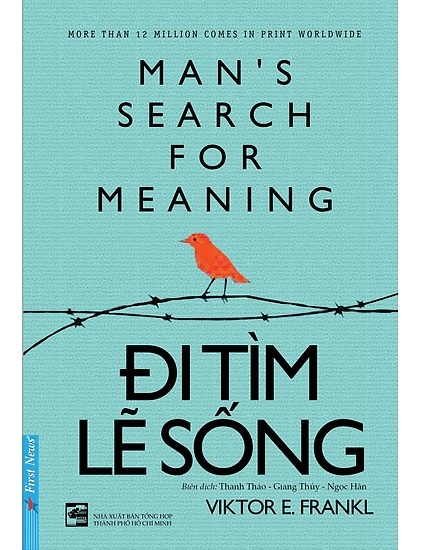 MORE THAN 12 MILLION COMES IN PRINT WORLDWIDE
MAN'S
SEARCH
FOR
MEANING
ĐI TÌM
LẼ SỐNG
Biên dịch: Thanh Thảo - Giang Thủy - Ngọc Hân
VIKTOR E. FRANKL
First News
NHÀ XUẤT BẢN TỔNG HỢP
THÀNH PHỐ HỒ CHÍ MINH